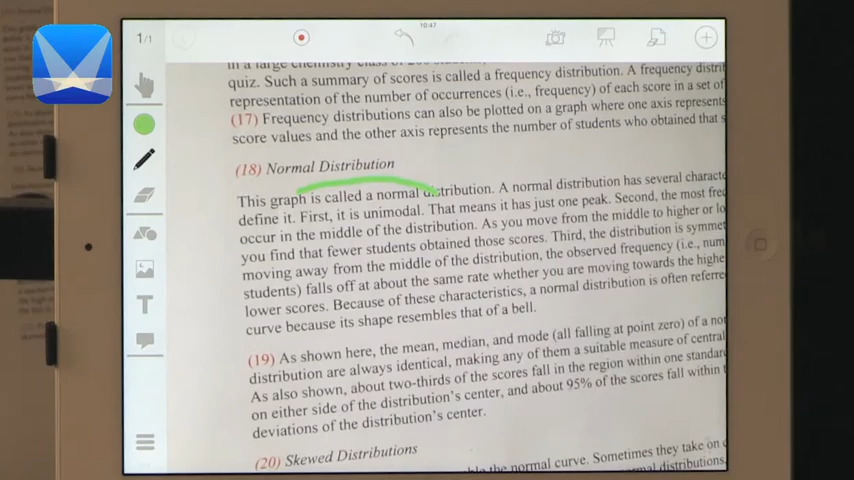 10:47
1/1
in a large chemistry class of
quiz. Such a summary of scores is called a frequency distribution. A frequency distri
representation of the number of occurrences (i.e., frequency) of each score in a set of
(17) Frequency distributions can also be plotted on a graph where one axis represents
score values and the other axis represents the number of students who obtained that s
(18) Normal Distribution
This graph is called a normal distribution. A normal distribution has several characte
define it. First, it is unimodal. That means it has just one peak. Second, the most freq
occur in the middle of the distribution. As you move from the middle to higher or lo
you find that fewer students obtained those scores. Third, the distribution is symmet
moving away from the middle of the distribution, the observed frequency (i.e., num
students) falls off at about the same rate whether you are moving towards the highe
lower scores. Because of these characteristics, a normal distribution is often referre
curve because its shape resembles that of a bell.
(19) As shown here, the mean, median, and mode (all falling at point zero) of a nor
distribution are always identical, making any of them a suitable measure of central
As also shown, about two-thirds of the scores fall in the region within one standar
on either side of the distribution's center, and about 95% of the scores fall within t
deviations of the distribution's center.
(20) Skewed Distributions
the normal curve. Sometimes they take on
normal distributions.